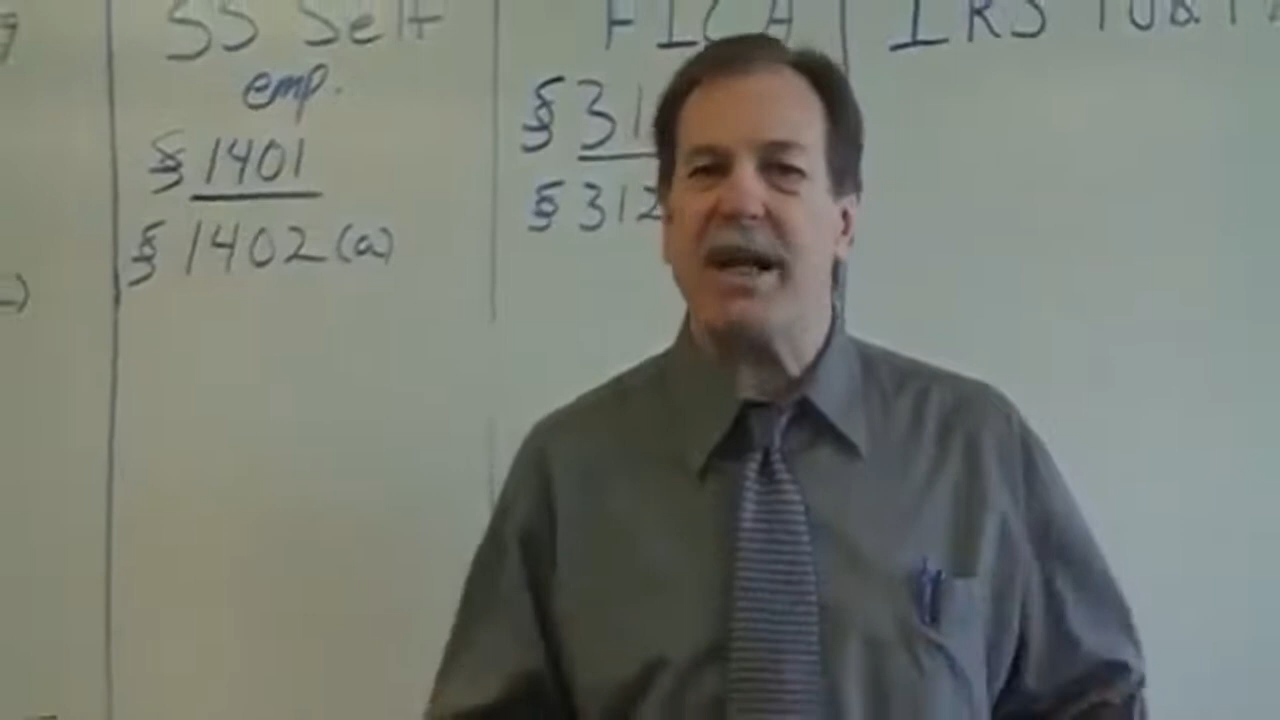 SS Self FICA IRS
emp.
§ 1401
§ 1402(a)
§ 31
§ 312